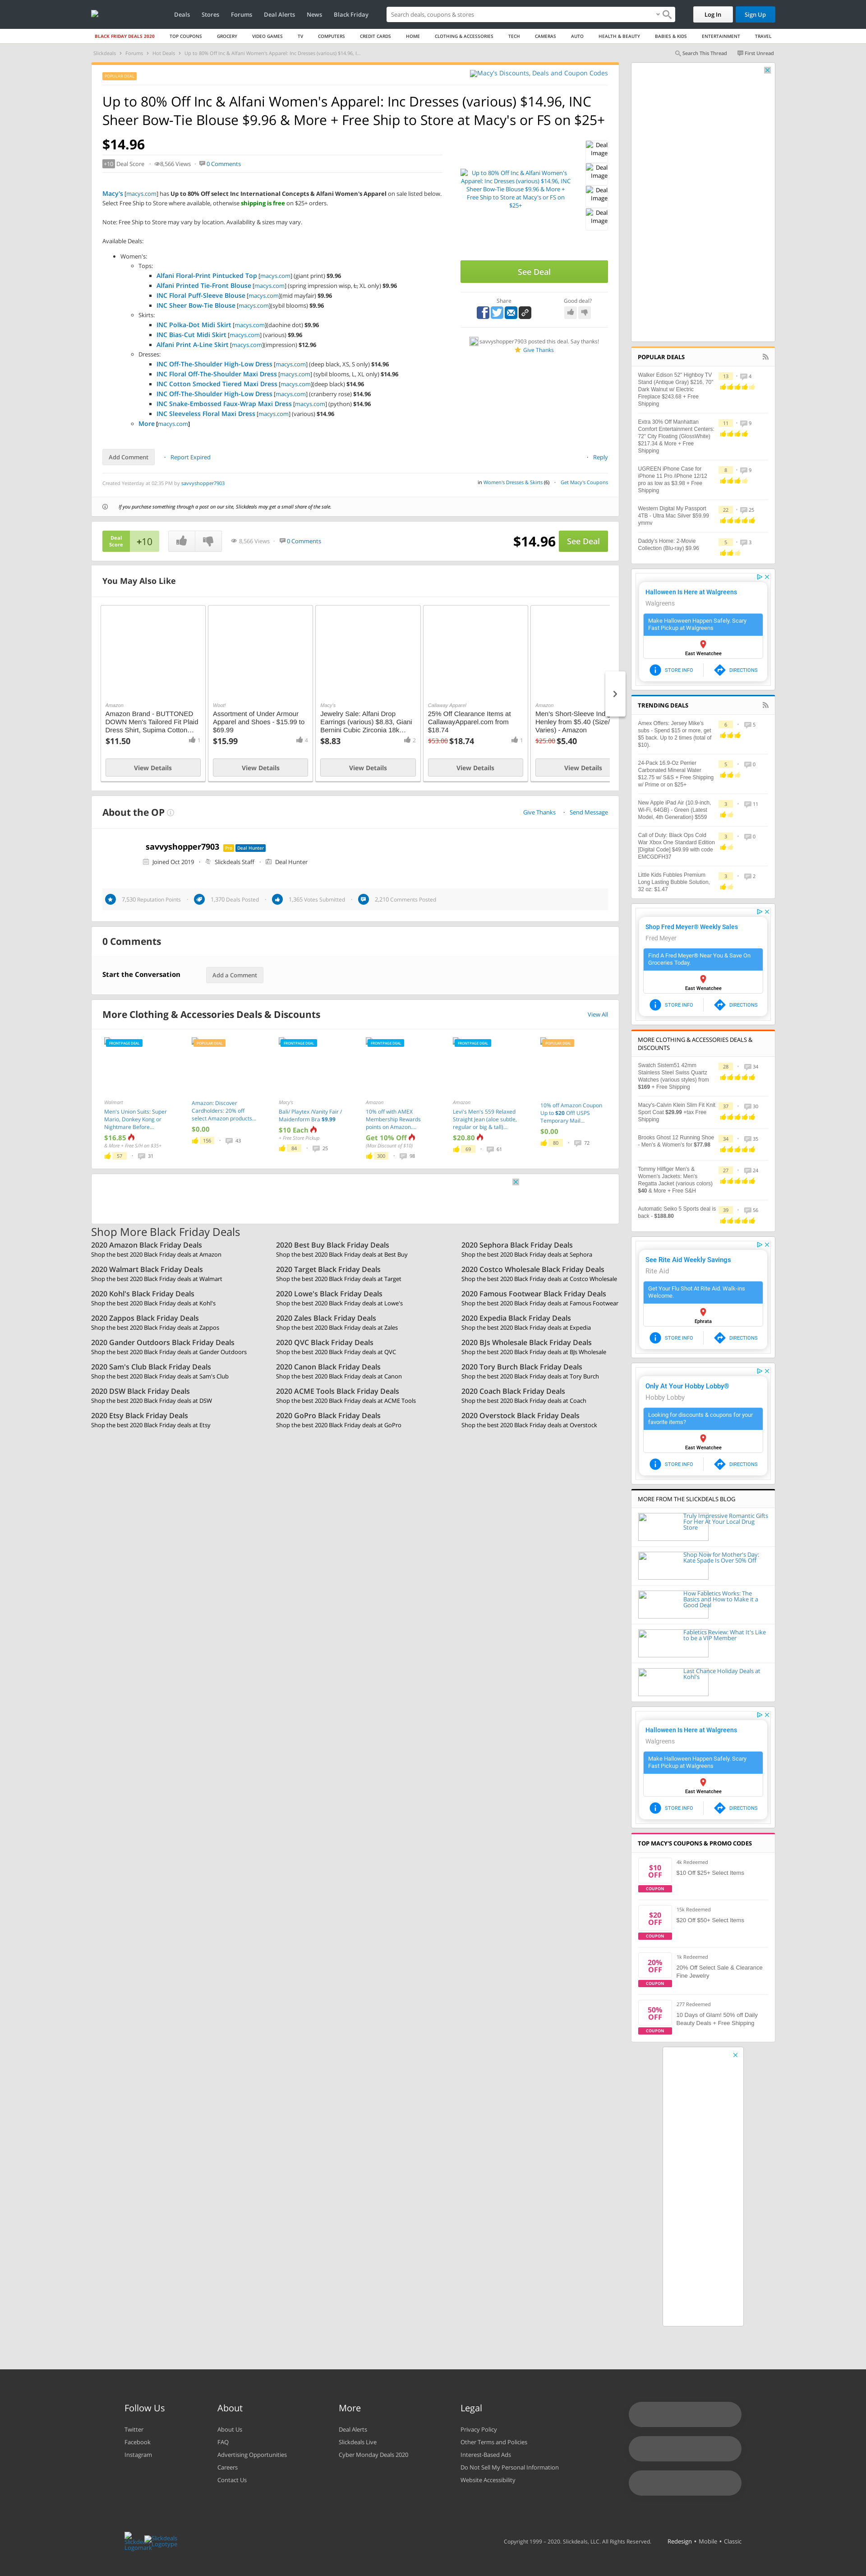 Deals Stores Forums Deal Alerts News Black Friday
Search deals, coupons & stores
Log In Sign Up
BLACK FRIDAY DEALS 2020 TOP COUPONS GROCERY VIDEO GAMES TV COMPUTERS CREDIT CARDS HOME CLOTHING & ACCESSORIES TECH CAMERAS AUTO HEALTH & BEAUTY BABIES & KIDS ENTERTAINMENT TRAVEL
Slickdeals Forums Hot Deals Up to 80% Off Inc & Alfani Women's Apparel: Inc Dresses (various) $14.96, I...
Search This Thread First Unread
POPULAR DEAL
Macy's Discounts, Deals and Coupon Codes
Up to 80% Off Inc & Alfani Women's Apparel: Inc Dresses (various) $14.96, INC
Sheer Bow-Tie Blouse $9.96 & More + Free Ship to Store at Macy's or FS on $25+
$14.96
+10 Deal Score 8,566 Views 0 Comments
Macy's [macys.com] has Up to 80% Off select Inc International Concepts & Alfani Women's Apparel on sale listed below.
Select Free Ship to Store where available, otherwise shipping is free on $25+ orders.
Note: Free Ship to Store may vary by location. Availability & sizes may vary.
Available Deals:
Women's:
Tops:
Alfani Floral-Print Pintucked Top [macys.com] (giant print) $9.96
Alfani Printed Tie-Front Blouse [macys.com] (spring impression wisp, L, XL only) $9.96
INC Floral Puff-Sleeve Blouse [macys.com](mid mayfair) $9.96
INC Sheer Bow-Tie Blouse [macys.com](sybil blooms) $9.96
Skirts:
INC Polka-Dot Midi Skirt [macys.com](daohine dot) $9.96
INC Bias-Cut Midi Skirt [macys.com] (various) $9.96
Alfani Print A-Line Skirt [macys.com](impression) $12.96
Dresses:
INC Off-The-Shoulder High-Low Dress [macys.com] (deep black, XS, S only) $14.96
INC Floral Off-The-Shoulder Maxi Dress [macys.com] (sybil blooms, L, XL only) $14.96
INC Cotton Smocked Tiered Maxi Dress [macys.com](deep black) $14.96
INC Off-The-Shoulder High-Low Dress [macys.com] (cranberry rose) $14.96
INC Snake-Embossed Faux-Wrap Maxi Dress [macys.com] (python) $14.96
INC Sleeveless Floral Maxi Dress [macys.com] (various) $14.96
More [macys.com]
Up to 80% Off Inc & Alfani Women's
Apparel: Inc Dresses (various) $14.96, INC
Sheer Bow-Tie Blouse $9.96 & More +
Free Ship to Store at Macy's or FS on
$25+
Deal Image
Deal Image
Deal Image
Deal Image
See Deal
Share Good deal?
savvyshopper7903 posted this deal. Say thanks!
Give Thanks
Add Comment Report Expired Reply
Created Yesterday at 02:35 PM by savvyshopper7903
in Women's Dresses & Skirts (6) Get Macy's Coupons
If you purchase something through a post on our site, Slickdeals may get a small share of the sale.
Deal Score +10 8,566 Views 0 Comments $14.96 See Deal
You May Also Like
Amazon
Amazon Brand - BUTTONED
DOWN Men's Tailored Fit Plaid
Dress Shirt, Supima Cotton...
$11.50 1
View Details
Woot!
Assortment of Under Armour
Apparel and Shoes - $15.99 to
$69.99
$15.99 4
View Details
Macy's
Jewelry Sale: Alfani Drop
Earrings (various) $8.83, Giani
Bernini Cubic Zirconia 18k...
$8.83 2
View Details
Callaway Apparel
25% Off Clearance Items at
CallawayApparel.com from
$18.74
$53.00 $18.74 1
View Details
Amazon
Men's Short-Sleeve Ind
Henley from $5.40 (Size/
Varies) - Amazon
$25.00 $5.40
View Details
About the OP Give Thanks Send Message
savvyshopper7903 Pro Deal Hunter
Joined Oct 2019 Slickdeals Staff Deal Hunter
7,530 Reputation Points 1,370 Deals Posted 1,365 Votes Submitted 2,210 Comments Posted
0 Comments
Start the Conversation Add a Comment
More Clothing & Accessories Deals & Discounts View All
FRONTPAGE DEAL
Walmart
Men's Union Suits: Super
Mario, Donkey Kong or
Nightmare Before...
$16.85
& More + Free S/H on $35+
57 31
POPULAR DEAL
Amazon: Discover
Cardholders: 20% off
select Amazon products...
$0.00
156 43
FRONTPAGE DEAL
Macy's
Bali/ Playtex /Vanity Fair /
Maidenform Bra $9.99
$10 Each
+ Free Store Pickup
44 25
FRONTPAGE DEAL
Amazon
10% off with AMEX
Membership Rewards
points on Amazon....
Get 10% Off
(Max Discount of $15)
300 98
FRONTPAGE DEAL
Amazon
Levi's Men's 559 Relaxed
Straight Jean (aloe subtle,
regular or big & tall)...
$20.80
69 61
POPULAR DEAL
10% off Amazon Coupon
Up to $20 Off! USPS
Temporary Mail...
$0.00
80 72
Shop More Black Friday Deals
2020 Amazon Black Friday Deals
Shop the best 2020 Black Friday deals at Amazon
2020 Best Buy Black Friday Deals
Shop the best 2020 Black Friday deals at Best Buy
2020 Sephora Black Friday Deals
Shop the best 2020 Black Friday deals at Sephora
2020 Walmart Black Friday Deals
Shop the best 2020 Black Friday deals at Walmart
2020 Target Black Friday Deals
Shop the best 2020 Black Friday deals at Target
2020 Costco Wholesale Black Friday Deals
Shop the best 2020 Black Friday deals at Costco Wholesale
2020 Kohl's Black Friday Deals
Shop the best 2020 Black Friday deals at Kohl's
2020 Lowe's Black Friday Deals
Shop the best 2020 Black Friday deals at Lowe's
2020 Famous Footwear Black Friday Deals
Shop the best 2020 Black Friday deals at Famous Footwear
2020 Zappos Black Friday Deals
Shop the best 2020 Black Friday deals at Zappos
2020 Zales Black Friday Deals
Shop the best 2020 Black Friday deals at Zales
2020 Expedia Black Friday Deals
Shop the best 2020 Black Friday deals at Expedia
2020 Gander Outdoors Black Friday Deals
Shop the best 2020 Black Friday deals at Gander Outdoors
2020 QVC Black Friday Deals
Shop the best 2020 Black Friday deals at QVC
2020 BJs Wholesale Black Friday Deals
Shop the best 2020 Black Friday deals at BJs Wholesale
2020 Sam's Club Black Friday Deals
Shop the best 2020 Black Friday deals at Sam's Club
2020 Canon Black Friday Deals
Shop the best 2020 Black Friday deals at Canon
2020 Tory Burch Black Friday Deals
Shop the best 2020 Black Friday deals at Tory Burch
2020 DSW Black Friday Deals
Shop the best 2020 Black Friday deals at DSW
2020 ACME Tools Black Friday Deals
Shop the best 2020 Black Friday deals at ACME Tools
2020 Coach Black Friday Deals
Shop the best 2020 Black Friday deals at Coach
2020 Etsy Black Friday Deals
Shop the best 2020 Black Friday deals at Etsy
2020 GoPro Black Friday Deals
Shop the best 2020 Black Friday deals at GoPro
2020 Overstock Black Friday Deals
Shop the best 2020 Black Friday deals at Overstock
POPULAR DEALS
Walker Edison 52" Highboy TV
Stand (Antique Gray) $216, 70"
Dark Walnut w/ Electric
Fireplace $243.68 + Free
Shipping
13 4
Extra 30% Off Manhattan
Comfort Entertainment Centers:
72" City Floating (GlossWhite)
$217.34 & More + Free
Shipping
11 9
UGREEN iPhone Case for
iPhone 11 Pro /iPhone 12/12
pro as low as $3.98 + Free
Shipping
8 9
Western Digital My Passport
4TB - Ultra Mac Silver $59.99
ymmv
22 25
Daddy's Home: 2-Movie
Collection (Blu-ray) $9.96
5 3
Halloween Is Here at Walgreens
Walgreens
Make Halloween Happen Safely. Scary
Fast Pickup at Walgreens
East Wenatchee
STORE INFO DIRECTIONS
TRENDING DEALS
Amex Offers: Jersey Mike's
subs - Spend $15 or more, get
$5 back. Up to 2 times (total of
$10).
6 5
24-Pack 16.9-Oz Perrier
Carbonated Mineral Water
$12.75 w/ S&S + Free Shipping
w/ Prime or on $25+
5 0
New Apple iPad Air (10.9-inch,
Wi-Fi, 64GB) - Green (Latest
Model, 4th Generation) $559
3 11
Call of Duty: Black Ops Cold
War Xbox One Standard Edition
[Digital Code] $49.99 with code
EMCGDFH37
3 0
Little Kids Fubbles Premium
Long Lasting Bubble Solution,
32 oz: $1.47
3 2
Shop Fred Meyer® Weekly Sales
Fred Meyer
Find A Fred Meyer® Near You & Save On
Groceries Today.
East Wenatchee
STORE INFO DIRECTIONS
MORE CLOTHING & ACCESSORIES DEALS &
DISCOUNTS
Swatch Sistem51 42mm
Stainless Steel Swiss Quartz
Watches (various styles) from
$169 + Free Shipping
28 34
Macy's-Calvin Klein Slim Fit Knit
Sport Coat $29.99 +tax Free
Shipping
37 30
Brooks Ghost 12 Running Shoe
- Men's & Women's for $77.98
34 35
Tommy Hilfiger Men's &
Women's Jackets: Men's
Regatta Jacket (various colors)
$40 & More + Free S&H
27 24
Automatic Seiko 5 Sports deal is
back - $188.80
39 56
See Rite Aid Weekly Savings
Rite Aid
Get Your Flu Shot At Rite Aid. Walk-Ins
Welcome.
Ephrata
STORE INFO DIRECTIONS
Only At Your Hobby Lobby®
Hobby Lobby
Looking for discounts & coupons for your
favorite items?
East Wenatchee
STORE INFO DIRECTIONS
MORE FROM THE SLICKDEALS BLOG
Truly Impressive Romantic Gifts
For Her At Your Local Drug
Store
Shop Now for Mother's Day:
Kate Spade Is Over 50% Off
How Fabletics Works: The
Basics and How to Make it a
Good Deal
Fabletics Review: What It's Like
to be a VIP Member
Last Chance Holiday Deals at
Kohl's
Halloween Is Here at Walgreens
Walgreens
Make Halloween Happen Safely. Scary
Fast Pickup at Walgreens
East Wenatchee
STORE INFO DIRECTIONS
TOP MACY'S COUPONS & PROMO CODES
$10 OFF COUPON
4k Redeemed
$10 Off $25+ Select Items
$20 OFF COUPON
15k Redeemed
$20 Off $50+ Select Items
20% OFF COUPON
1k Redeemed
20% Off Select Sale & Clearance
Fine Jewelry
50% OFF COUPON
277 Redeemed
10 Days of Glam! 50% off Daily
Beauty Deals + Free Shipping
Follow Us
Twitter
Facebook
Instagram
About
About Us
FAQ
Advertising Opportunities
Careers
Contact Us
More
Deal Alerts
Slickdeals Live
Cyber Monday Deals 2020
Legal
Privacy Policy
Other Terms and Policies
Interest-Based Ads
Do Not Sell My Personal Information
Website Accessibility
Slickdeals Logomark Slickdeals Logotype
Copyright 1999 – 2020. Slickdeals, LLC. All Rights Reserved. Redesign • Mobile • Classic